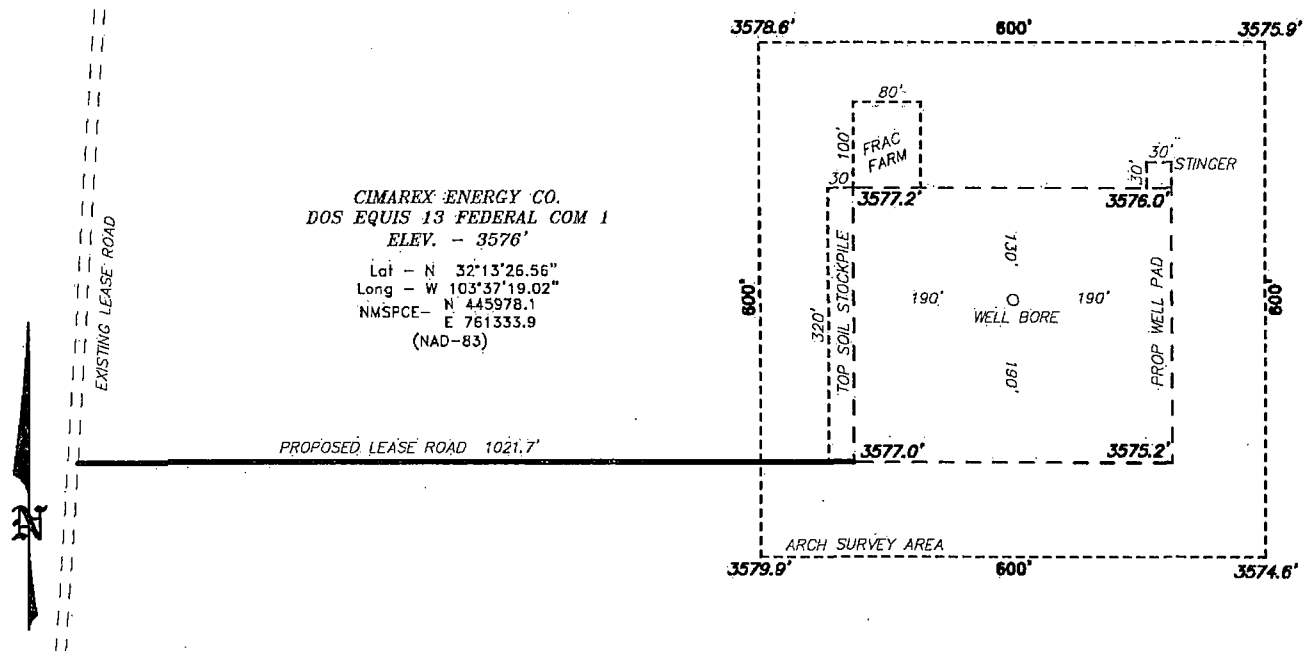 3578.6'
600'
3575.9'
80'
100'
FRAC
FARM
30'
30'
STINGER
30'
3577.2'
3576.0'
CIMAREX ENERGY CO.
DOS EQUIS 13 FEDERAL COM 1
ELEV. - 3576'
Lat - N 32°13'26.56"
Long - W 103°37'19.02"
NMSPCE- N 445978.1
E 761333.9
(NAD-83)
EXISTING LEASE ROAD
600'
320'
TOP SOIL STOCKPILE
130'
190'
190'
WELL BORE
190'
PROP WELL PAD
600'
PROPOSED LEASE ROAD 1021.7'
3577.0'
3575.2'
N
ARCH SURVEY AREA
3579.9'
600'
3574.6'